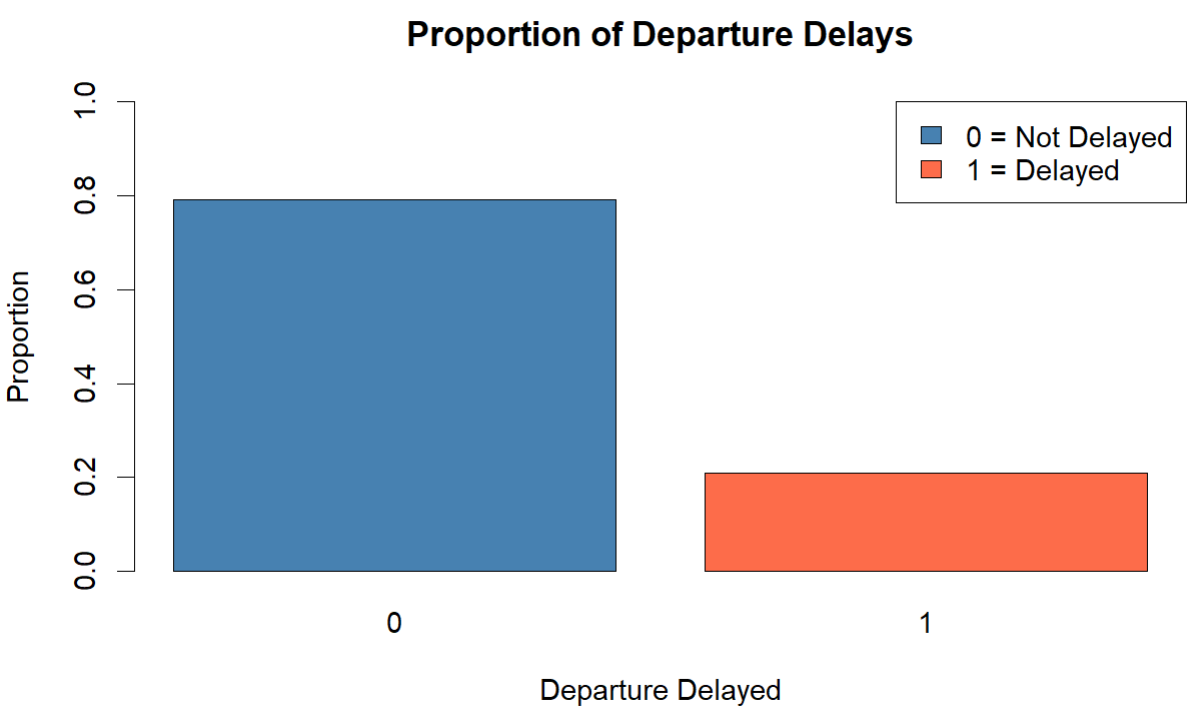 Proportion of Departure Delays
0 = Not Delayed
1 = Delayed
Proportion
1.0
0.8
0.6
0.4
0.2
0.0
0
1
Departure Delayed